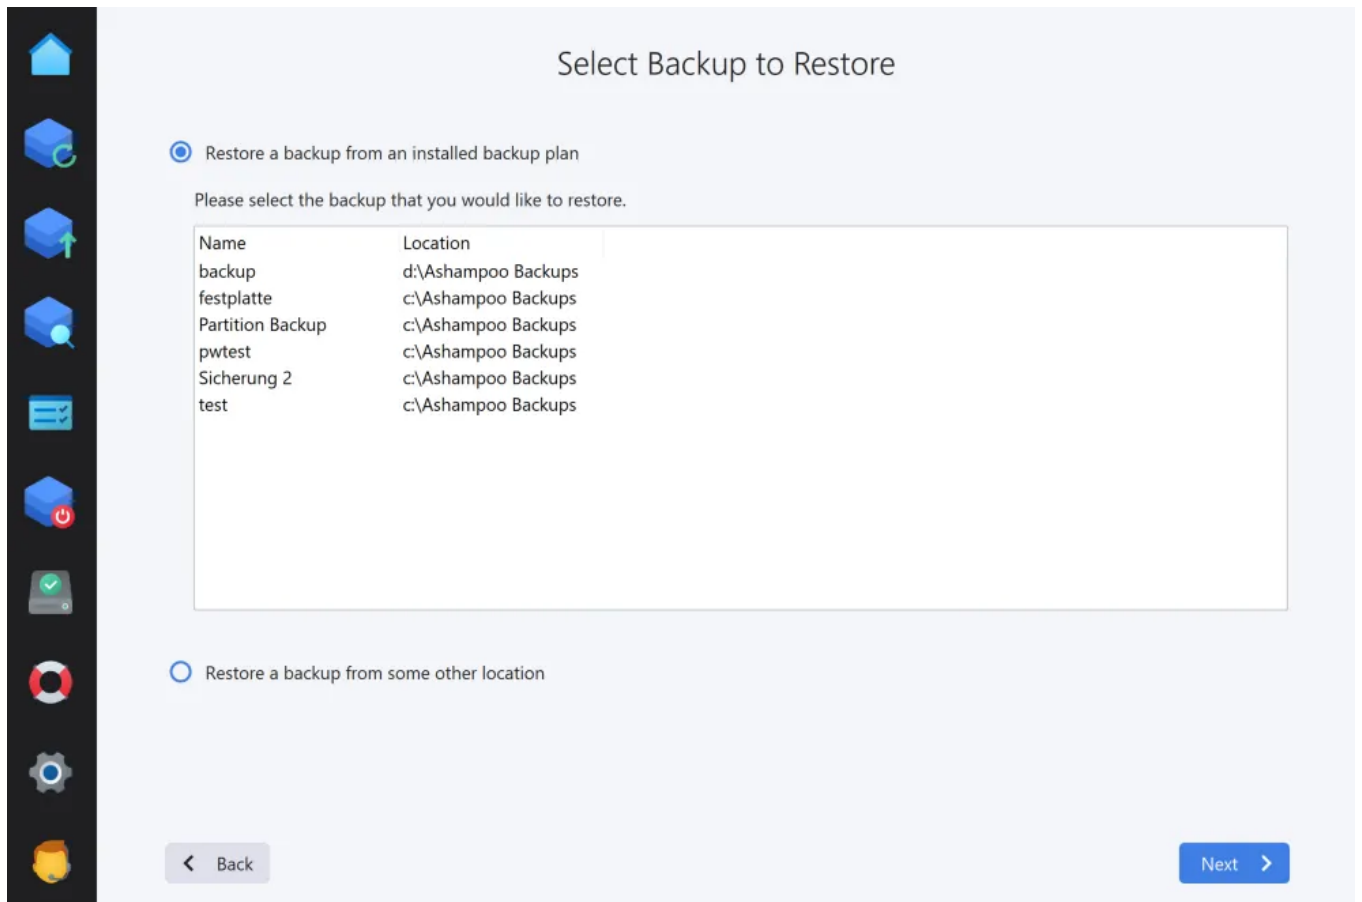 Select Backup to Restore
Restore a backup from an installed backup plan
Please select the backup that you would like to restore.
Name Location
backup d:\Ashampoo Backups
festplatte c:\Ashampoo Backups
Partition Backup c:\Ashampoo Backups
pwtest c:\Ashampoo Backups
Sicherung 2 c:\Ashampoo Backups
test c:\Ashampoo Backups
Restore a backup from some other location
Back Next